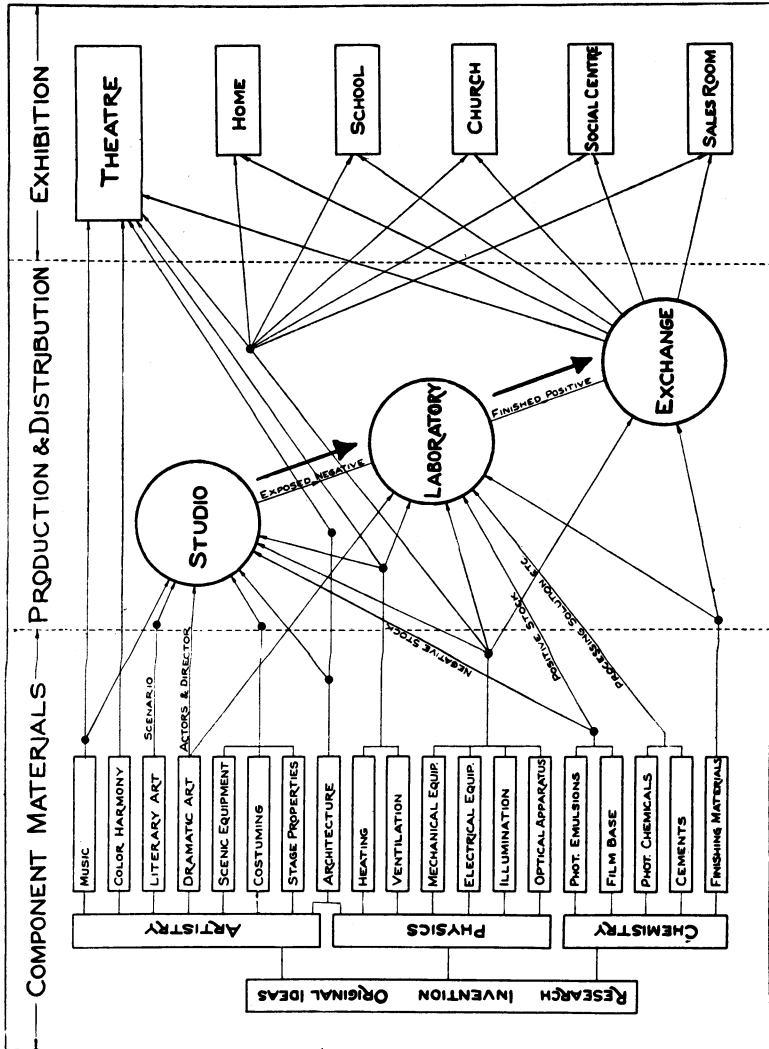 COMPONENT MATERIALS
PRODUCTION & DISTRIBUTION
EXHIBITION
RESEARCH INVENTION ORIGINAL IDEAS
ARTISTRY
PHYSICS
CHEMISTRY
MUSIC
COLOR HARMONY
LITERARY ART
DRAMATIC ART
SCENIC EQUIPMENT
COSTUMING
STAGE PROPERTIES
ARCHITECTURE
HEATING
VENTILATION
MECHANICAL EQUIP.
ELECTRICAL EQUIP.
ILLUMINATION
OPTICAL APPARATUS
PHOT. EMULSIONS
FILM BASE
PHOT. CHEMICALS
CEMENTS
FINISHING MATERIALS
SCENARIO
ACTORS & DIRECTOR
NEGATIVE STOCK
POSITIVE STOCK
PROCESSING SOLUTION ETC
STUDIO
EXPOSED NEGATIVE
LABORATORY
FINISHED POSITIVE
EXCHANGE
THEATRE
HOME
SCHOOL
CHURCH
SOCIAL CENTRE
SALES ROOM